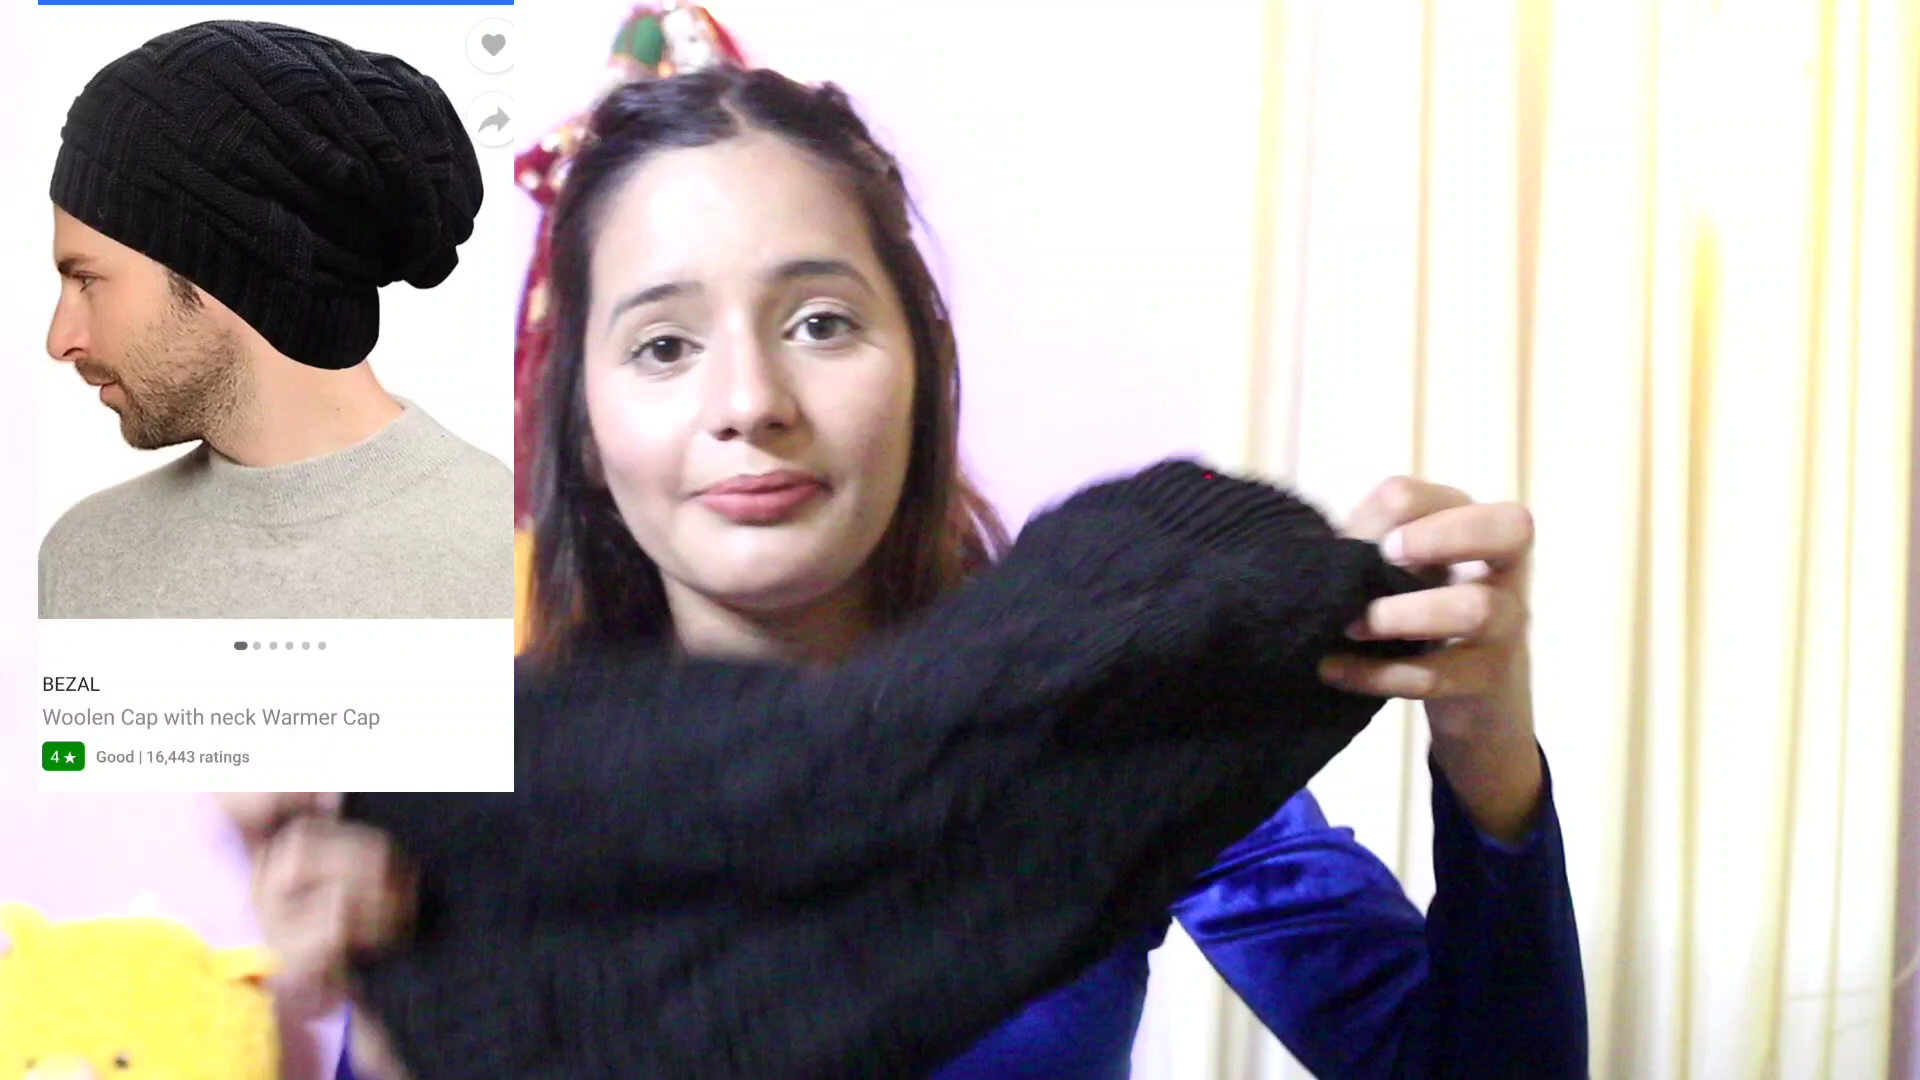 BEZAL
Woolen Cap with neck Warmer Cap
4★ Good | 16,443 ratings